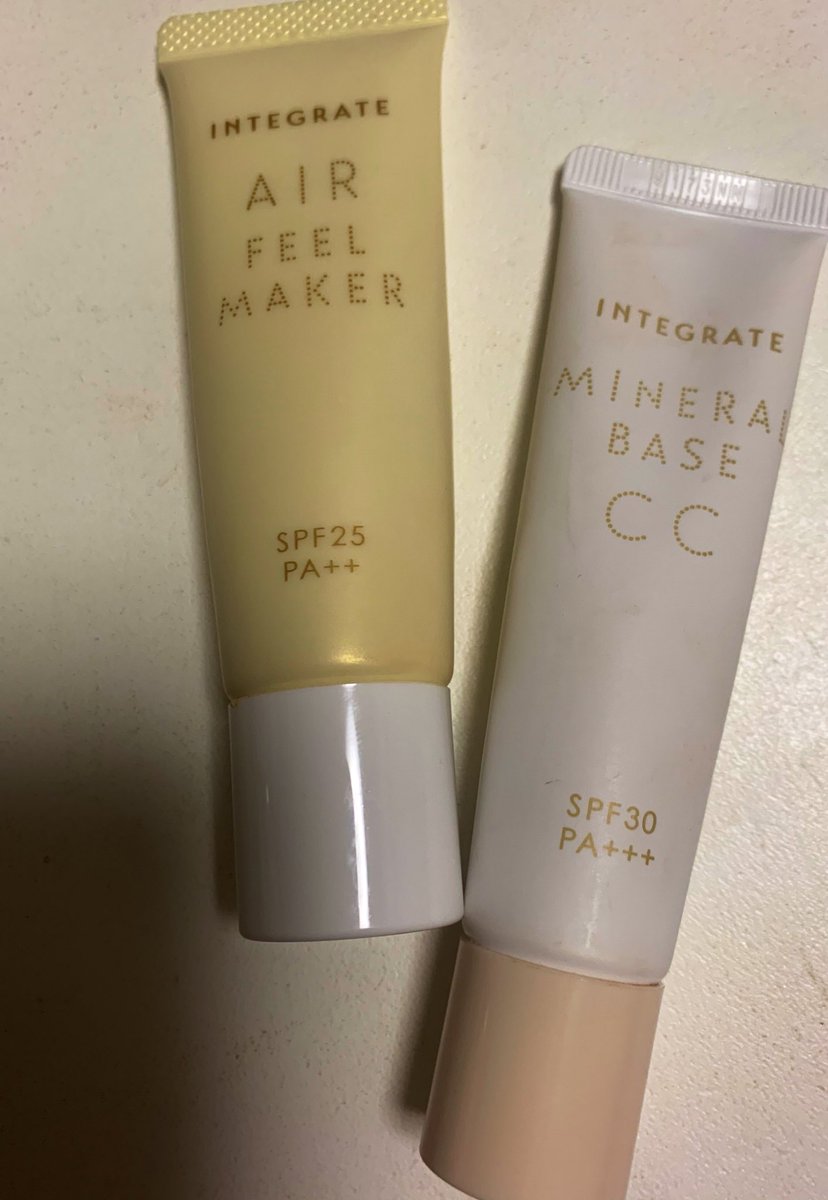 INTEGRATE
AIR
FEEL
MAKER
SPF25
PA++
INTEGRATE
MINERAL
BASE
CC
SPF30
PA+++